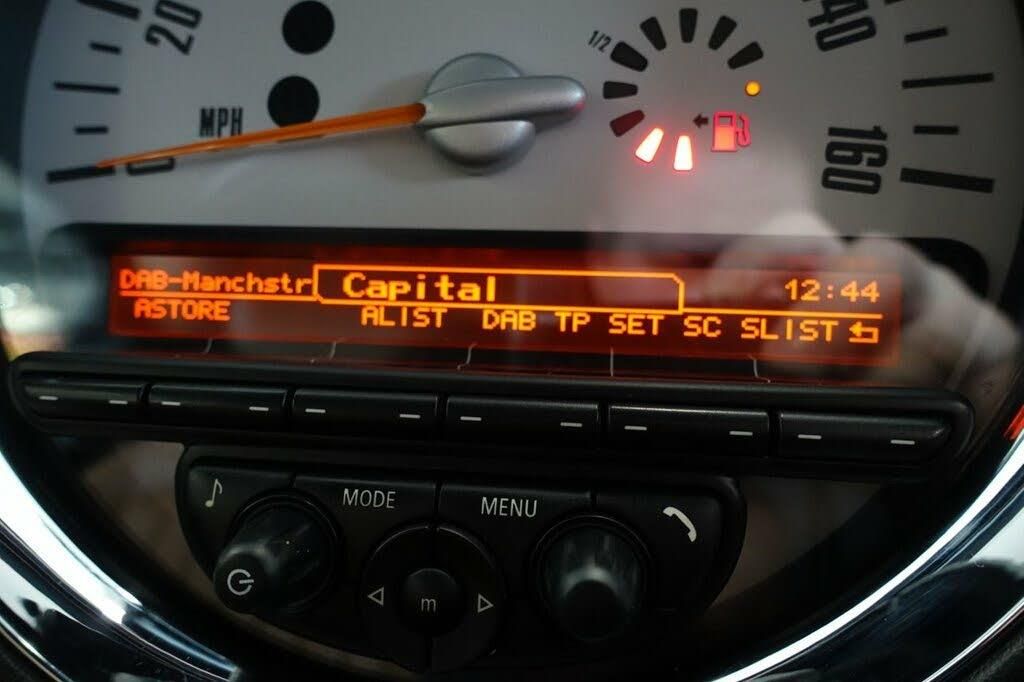 20
1/2
40
MPH
0
160
DAB-Manchstr Capital 12:44
ASTORE ALIST DAB TP SET SC SLIST
MODE MENU
m